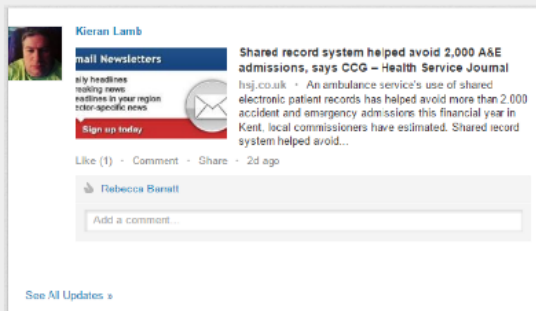 Kieran Lamb
mail Newsletters
aily headlines
reaking news
eadlines in your region
ector-specific news
Sign up today
Shared record system helped avoid 2,000 A&E
admissions, says CCG – Health Service Journal
hsj.co.uk · An ambulance service's use of shared
electronic patient records has helped avoid more than 2,000
accident and emergency admissions this financial year in
Kent, local commissioners have estimated. Shared record
system helped avoid...
Like (1) · Comment · Share · 2d ago
Rebecca Barratt
Add a comment...
See All Updates »